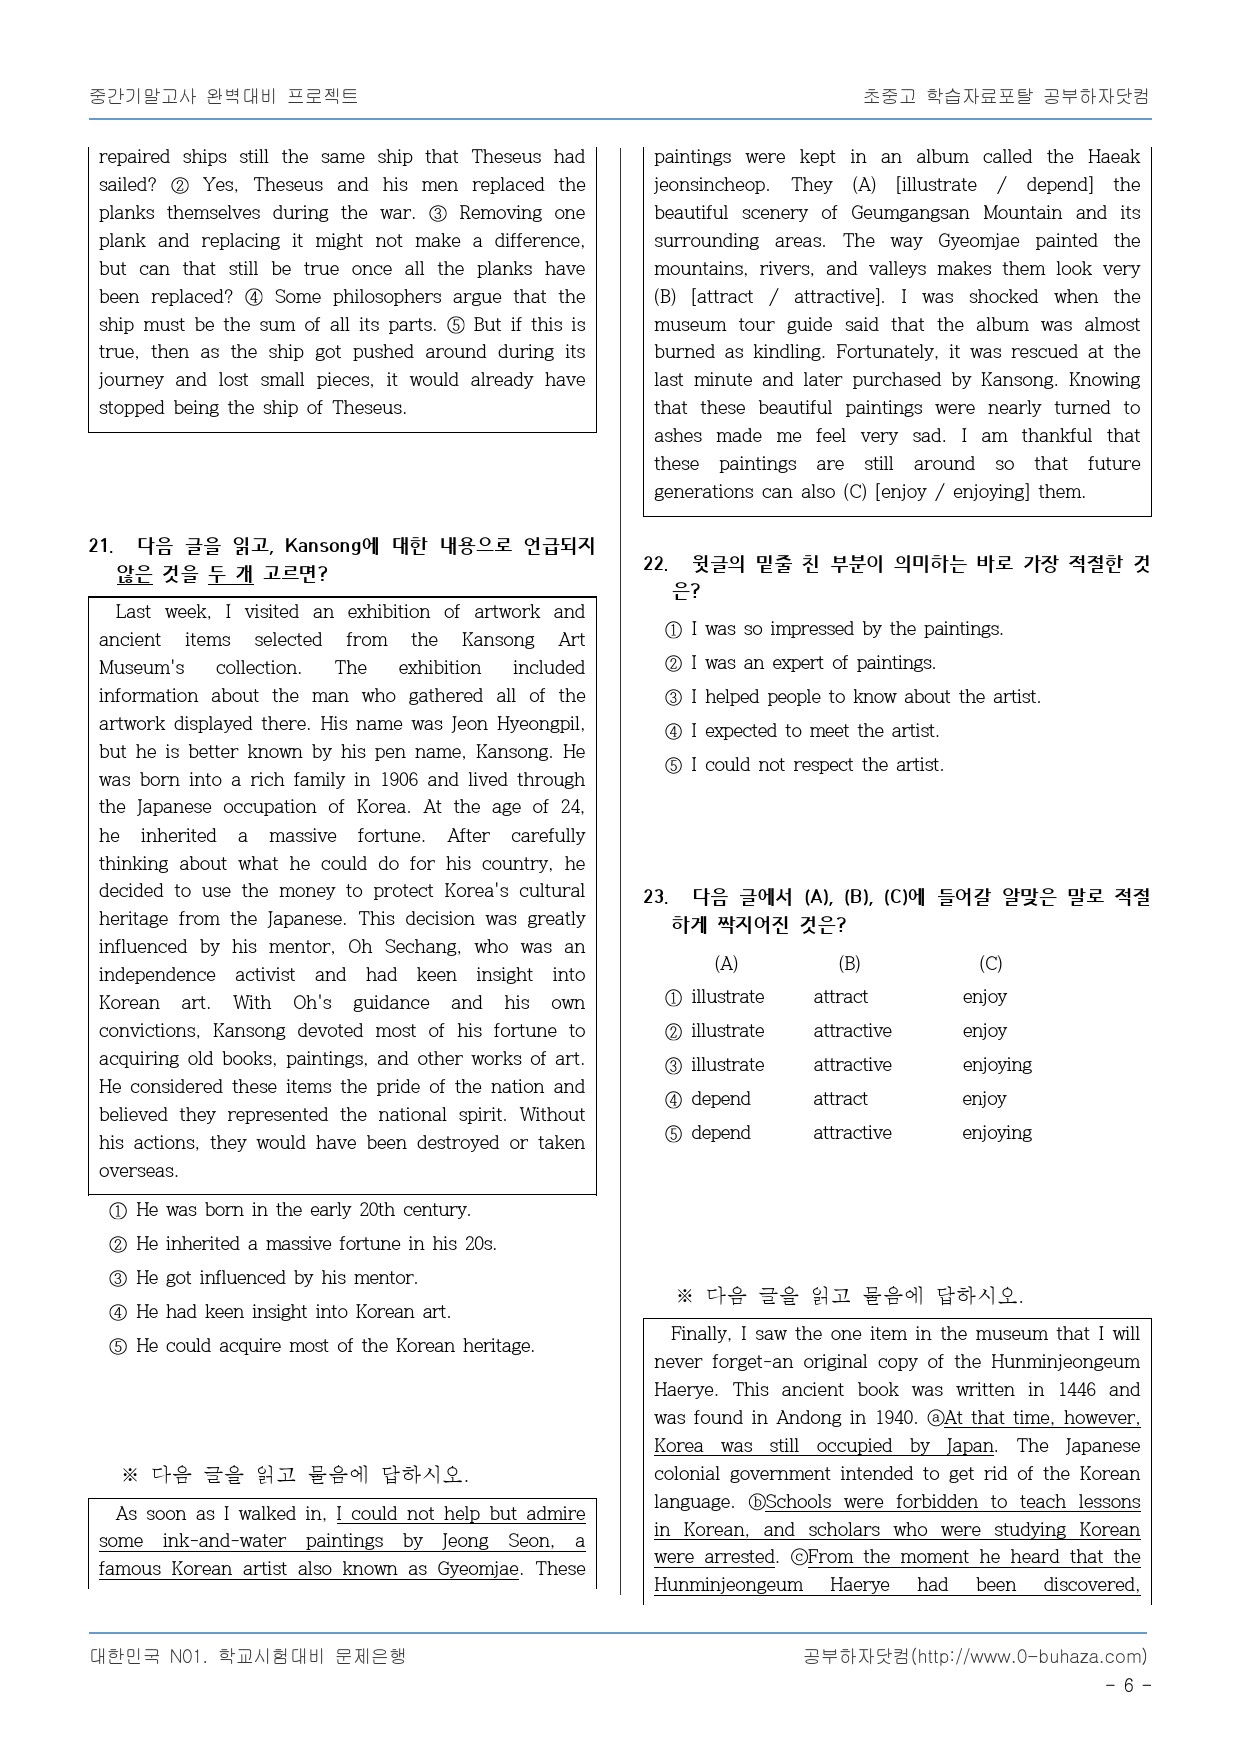 중간기말고사 완벽대비 프로젝트
초중고 학습자료포탈 공부하자닷컴
repaired ships still the same ship that Theseus had
sailed? ② Yes, Theseus and his men replaced the
planks themselves during the war. ③ Removing one
plank and replacing it might not make a difference,
but can that still be true once all the planks have
been replaced? ④ Some philosophers argue that the
ship must be the sum of all its parts. ⑤ But if this is
true, then as the ship got pushed around during its
journey and lost small pieces, it would already have
stopped being the ship of Theseus.
21. 다음 글을 읽고, Kansong에 대한 내용으로 언급되지
않은 것을 두 개 고르면?
Last week, I visited an exhibition of artwork and
ancient items selected from the Kansong Art
Museum's collection. The exhibition included
information about the man who gathered all of the
artwork displayed there. His name was Jeon Hyeongpil,
but he is better known by his pen name, Kansong. He
was born into a rich family in 1906 and lived through
the Japanese occupation of Korea. At the age of 24,
he inherited a massive fortune. After carefully
thinking about what he could do for his country, he
decided to use the money to protect Korea's cultural
heritage from the Japanese. This decision was greatly
influenced by his mentor, Oh Sechang, who was an
independence activist and had keen insight into
Korean art. With Oh's guidance and his own
convictions, Kansong devoted most of his fortune to
acquiring old books, paintings, and other works of art.
He considered these items the pride of the nation and
believed they represented the national spirit. Without
his actions, they would have been destroyed or taken
overseas.
① He was born in the early 20th century.
② He inherited a massive fortune in his 20s.
③ He got influenced by his mentor.
④ He had keen insight into Korean art.
⑤ He could acquire most of the Korean heritage.
※ 다음 글을 읽고 물음에 답하시오.
As soon as I walked in, I could not help but admire
some ink-and-water paintings by Jeong Seon, a
famous Korean artist also known as Gyeomjae. These
paintings were kept in an album called the Haeak
jeonsincheop. They (A) [illustrate / depend] the
beautiful scenery of Geumgangsan Mountain and its
surrounding areas. The way Gyeomjae painted the
mountains, rivers, and valleys makes them look very
(B) [attract / attractive]. I was shocked when the
museum tour guide said that the album was almost
burned as kindling. Fortunately, it was rescued at the
last minute and later purchased by Kansong. Knowing
that these beautiful paintings were nearly turned to
ashes made me feel very sad. I am thankful that
these paintings are still around so that future
generations can also (C) [enjoy / enjoying] them.
22. 윗글의 밑줄 친 부분이 의미하는 바로 가장 적절한 것
은?
① I was so impressed by the paintings.
② I was an expert of paintings.
③ I helped people to know about the artist.
④ I expected to meet the artist.
⑤ I could not respect the artist.
23. 다음 글에서 (A), (B), (C)에 들어갈 알맞은 말로 적절
하게 짝지어진 것은?
(A) (B) (C)
① illustrate attract enjoy
② illustrate attractive enjoy
③ illustrate attractive enjoying
④ depend attract enjoy
⑤ depend attractive enjoying
※ 다음 글을 읽고 물음에 답하시오.
Finally, I saw the one item in the museum that I will
never forget-an original copy of the Hunminjeongeum
Haerye. This ancient book was written in 1446 and
was found in Andong in 1940. ⓐAt that time, however,
Korea was still occupied by Japan. The Japanese
colonial government intended to get rid of the Korean
language. ⓑSchools were forbidden to teach lessons
in Korean, and scholars who were studying Korean
were arrested. ⓒFrom the moment he heard that the
Hunminjeongeum Haerye had been discovered,
대한민국 N01. 학교시험대비 문제은행
공부하자닷컴(http://www.0-buhaza.com)
- 6 -